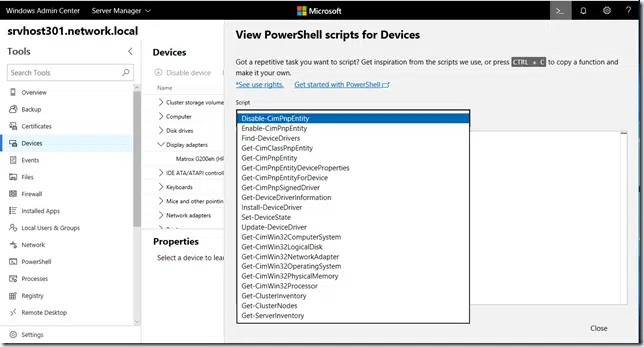 Windows Admin Center
Server Manager
Microsoft
srvhost301.network.local
Tools
Search Tools
Overview
Backup
Certificates
Devices
Events
Files
Firewall
Installed Apps
Local Users & Groups
Network
PowerShell
Processes
Registry
Remote Desktop
Settings
Devices
Disable device
Name
Cluster storage volume
Computer
Disk drives
Display adapters
Matrox G200eh (HP
IDE ATA/ATAPI controll
Keyboards
Mice and other pointing
Network adapters
Properties
Select a device to lear
View PowerShell scripts for Devices
Got a repetitive task you want to script? Get inspiration from the scripts we use, or press CTRL + C to copy a function and
make it your own.
*See use rights. Get started with PowerShell
Script
Disable-CimPnpEntity
Enable-CimPnpEntity
Find-DeviceDrivers
Get-CimClassPnpEntity
Get-CimPnpEntity
Get-CimPnpEntityDeviceProperties
Get-CimPnpEntityForDevice
Get-CimPnpSignedDriver
Get-DeviceDriverInformation
Install-DeviceDriver
Set-DeviceState
Update-DeviceDriver
Get-CimWin32ComputerSystem
Get-CimWin32LogicalDisk
Get-CimWin32NetworkAdapter
Get-CimWin32OperatingSystem
Get-CimWin32PhysicalMemory
Get-CimWin32Processor
Get-ClusterInventory
Get-ClusterNodes
Get-ServerInventory
Close